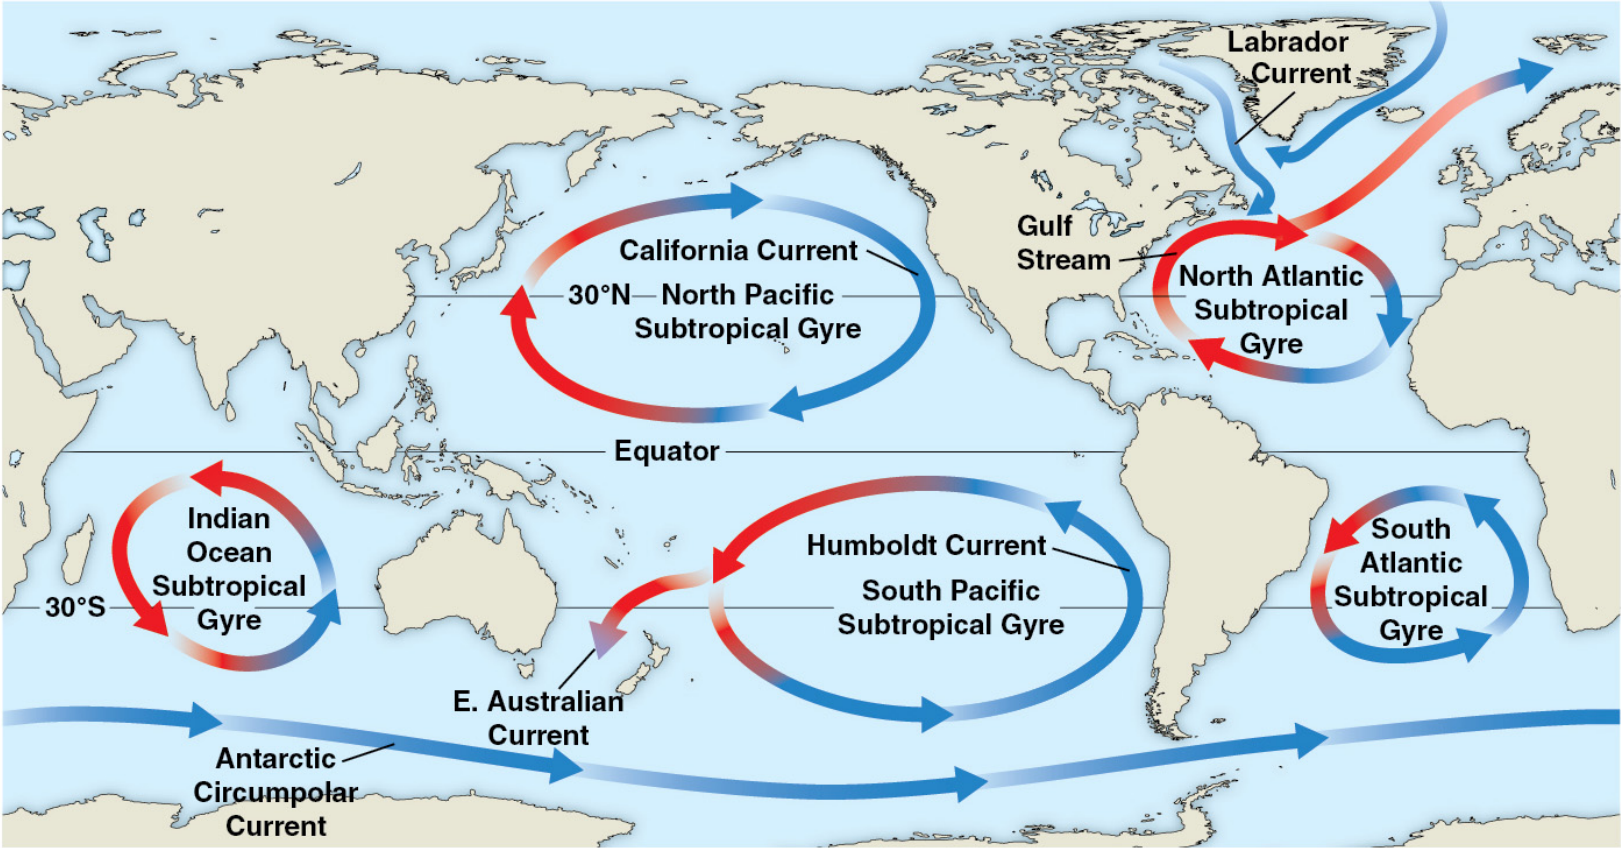 Labrador
Current
Gulf
Stream
California Current
30°N
North Pacific
Subtropical Gyre
North Atlantic
Subtropical
Gyre
Equator
Indian
Ocean
Subtropical
Gyre
30°S
Humboldt Current
South Pacific
Subtropical Gyre
South
Atlantic
Subtropical
Gyre
E. Australian
Current
Antarctic
Circumpolar
Current